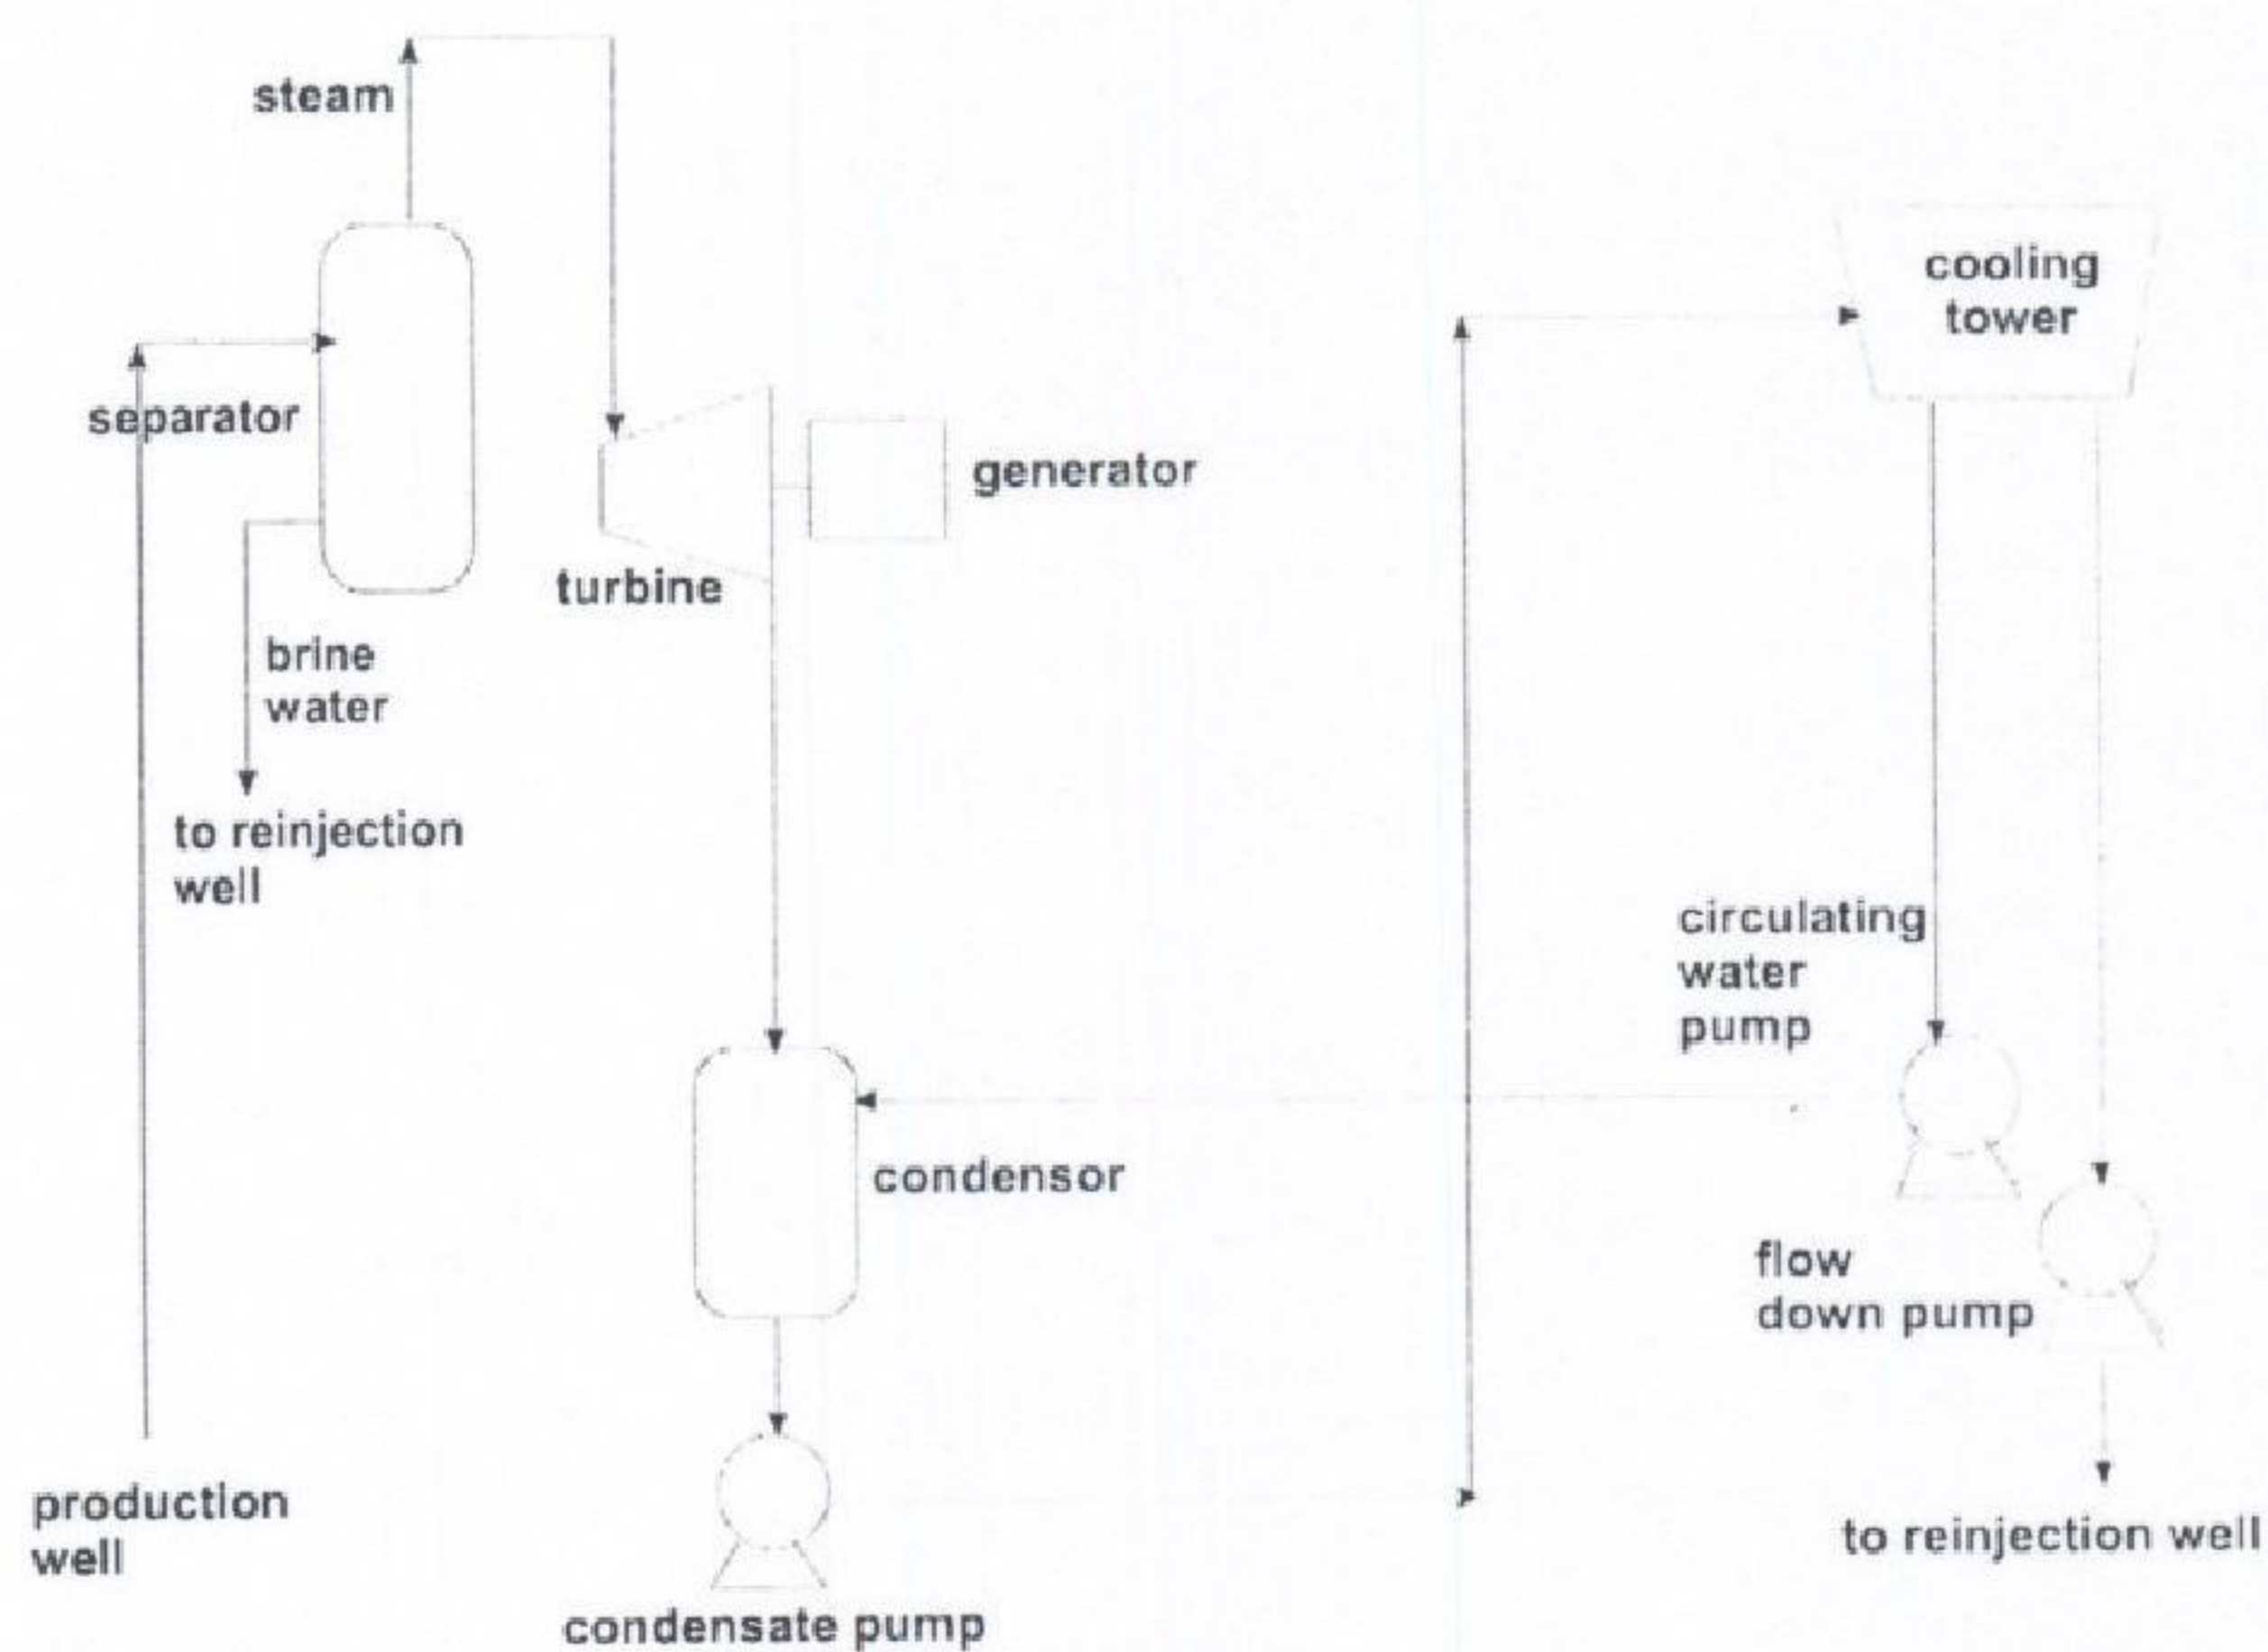 steam
cooling
tower
separator
generator
turbine
brine
water
to reinjection
well
circulating
water
pump
condensor
flow
down pump
production
well
to reinjection well
condensate pump